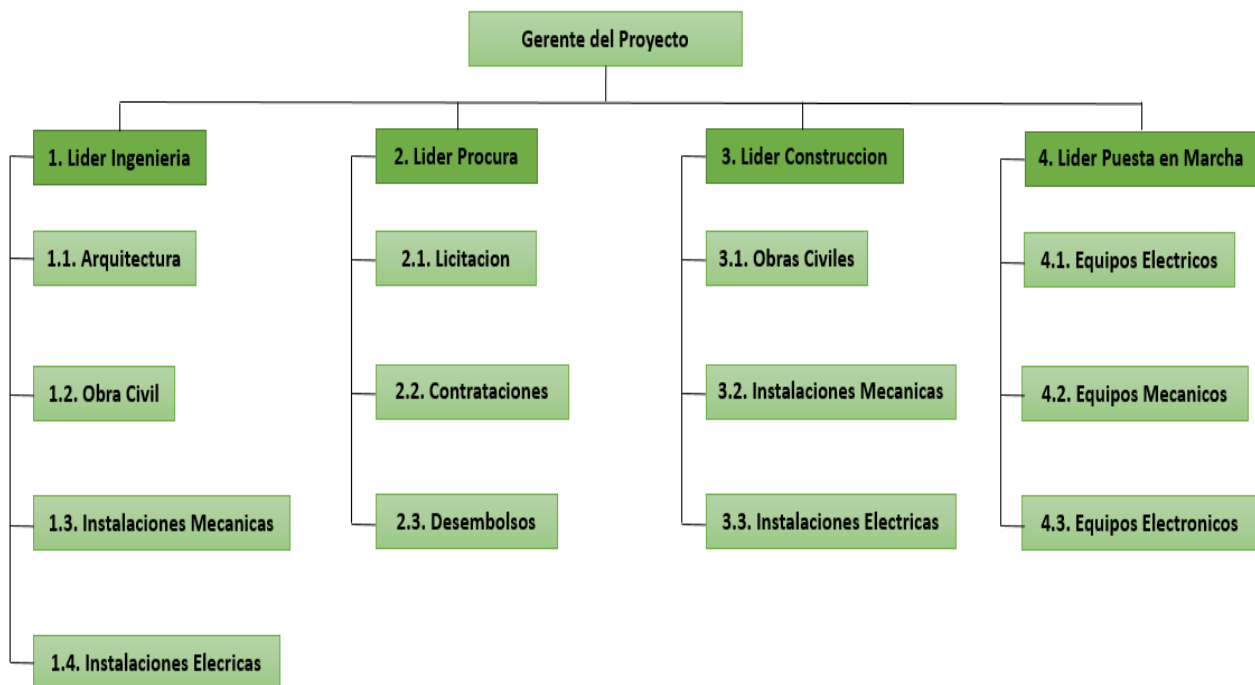 Gerente del Proyecto
1. Lider Ingenieria
2. Lider Procura
3. Lider Construccion
4. Lider Puesta en Marcha
1.1. Arquitectura
2.1. Licitacion
3.1. Obras Civiles
4.1. Equipos Electricos
1.2. Obra Civil
2.2. Contrataciones
3.2. Instalaciones Mecanicas
4.2. Equipos Mecanicos
1.3. Instalaciones Mecanicas
2.3. Desembolsos
3.3. Instalaciones Electricas
4.3. Equipos Electronicos
1.4. Instalaciones Elécricas